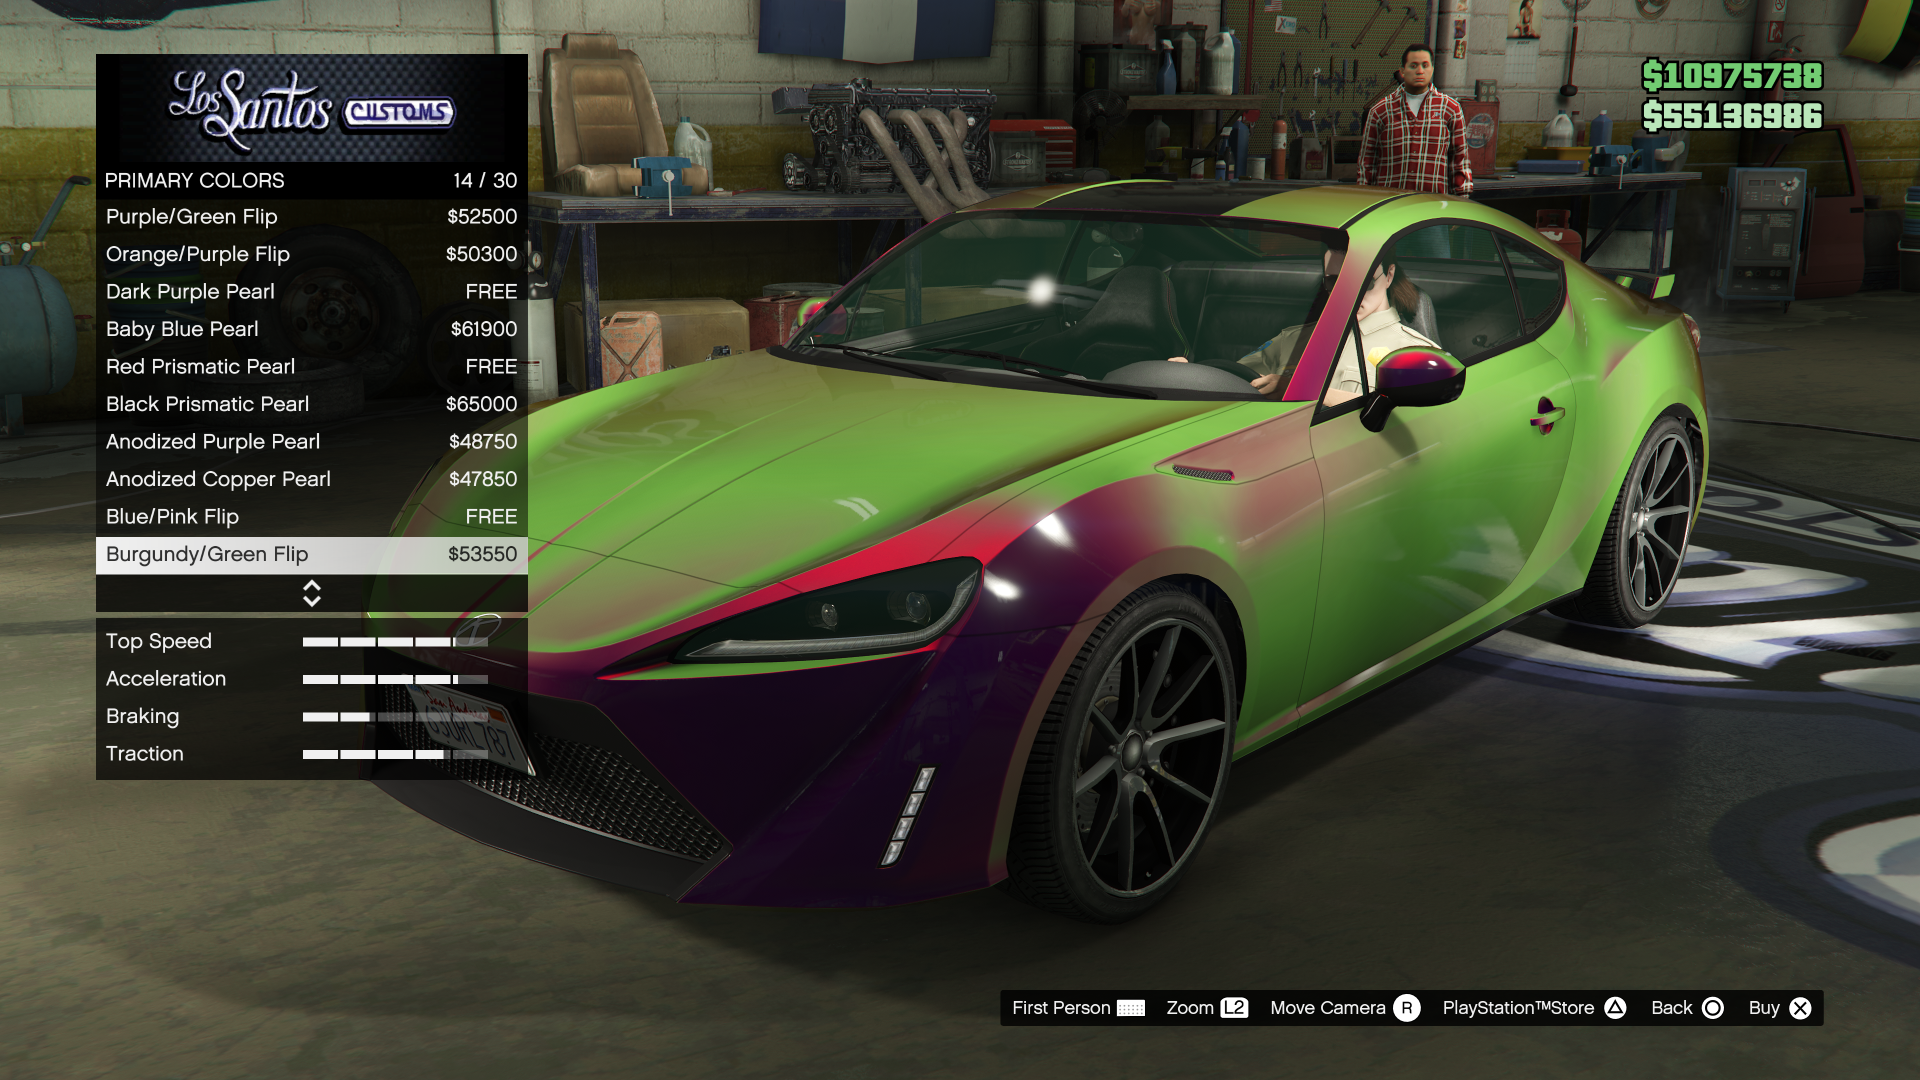 Los Santos CUSTOMS
PRIMARY COLORS 14 / 30
Purple/Green Flip $52500
Orange/Purple Flip $50300
Dark Purple Pearl FREE
Baby Blue Pearl $61900
Red Prismatic Pearl FREE
Black Prismatic Pearl $65000
Anodized Purple Pearl $48750
Anodized Copper Pearl $47850
Blue/Pink Flip FREE
Burgundy/Green Flip $53550
Top Speed
Acceleration
Braking
Traction
$10975738
$55136986
First Person Zoom L2 Move Camera R PlayStation™Store Back Buy